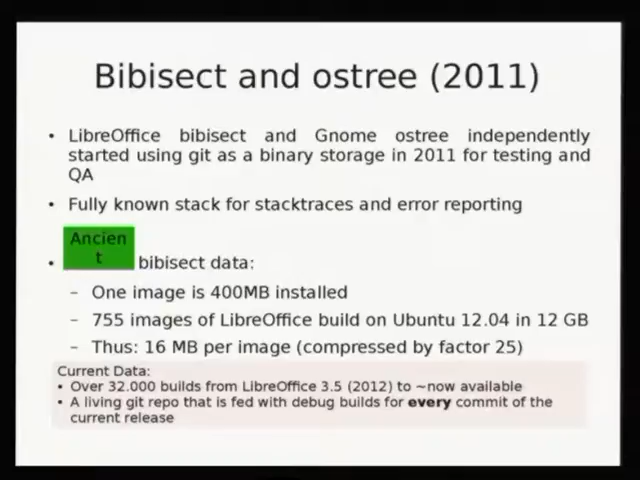 Bibisect and ostree (2011)
• LibreOffice bibisect and Gnome ostree independently
started using git as a binary storage in 2011 for testing and
QA
• Fully known stack for stacktraces and error reporting
Ancien
t
• bibisect data:
– One image is 400MB installed
– 755 images of LibreOffice build on Ubuntu 12.04 in 12 GB
– Thus: 16 MB per image (compressed by factor 25)
Current Data:
• Over 32.000 builds from LibreOffice 3.5 (2012) to ~now available
• A living git repo that is fed with debug builds for every commit of the
current release